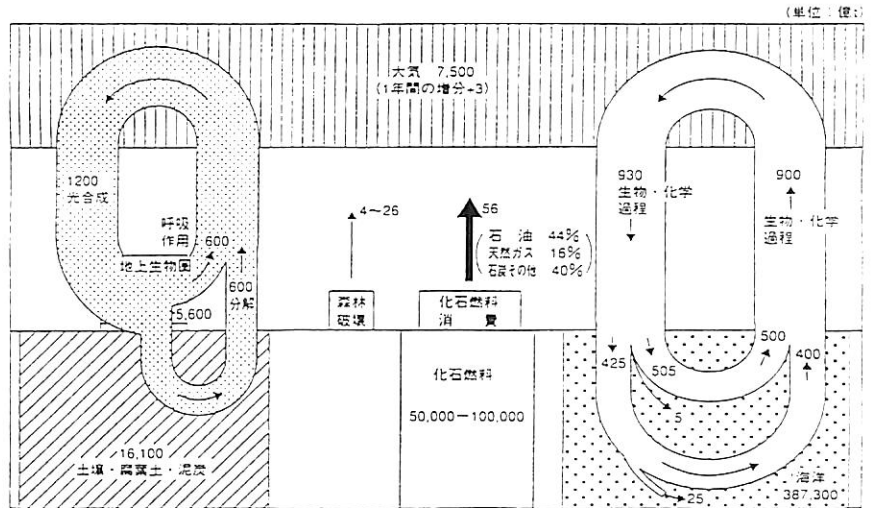 (単位：億t)
大気 7,500
(1年間の増分+3)
1200
光合成
呼吸
作用
600
地上生物圏
600
分解
5,600
4〜26
56
石油 44%
天然ガス 16%
石炭その他 40%
森林
破壊
化石燃料
消費
930
生物・化学
過程
900
生物・化学
過程
425
505
500
400
5
化石燃料
50,000−100,000
16,100
土壌・腐葉土・泥炭
25
海洋
387,300